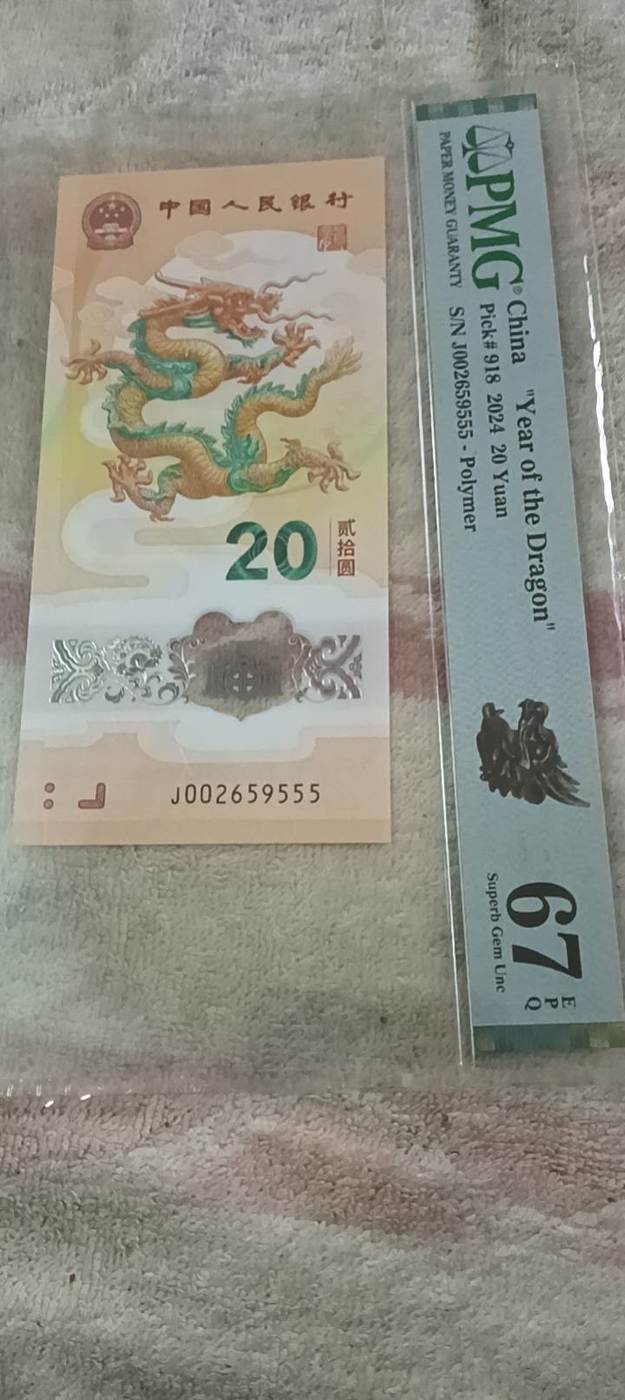 中国人民银行
20
贰拾圆
J002659555
PMG®
PAPER MONEY GUARANTY
China "Year of the Dragon"
Pick# 918 2024 20 Yuan
S/N J002659555 - Polymer
67
EPQ
Superb Gem Unc